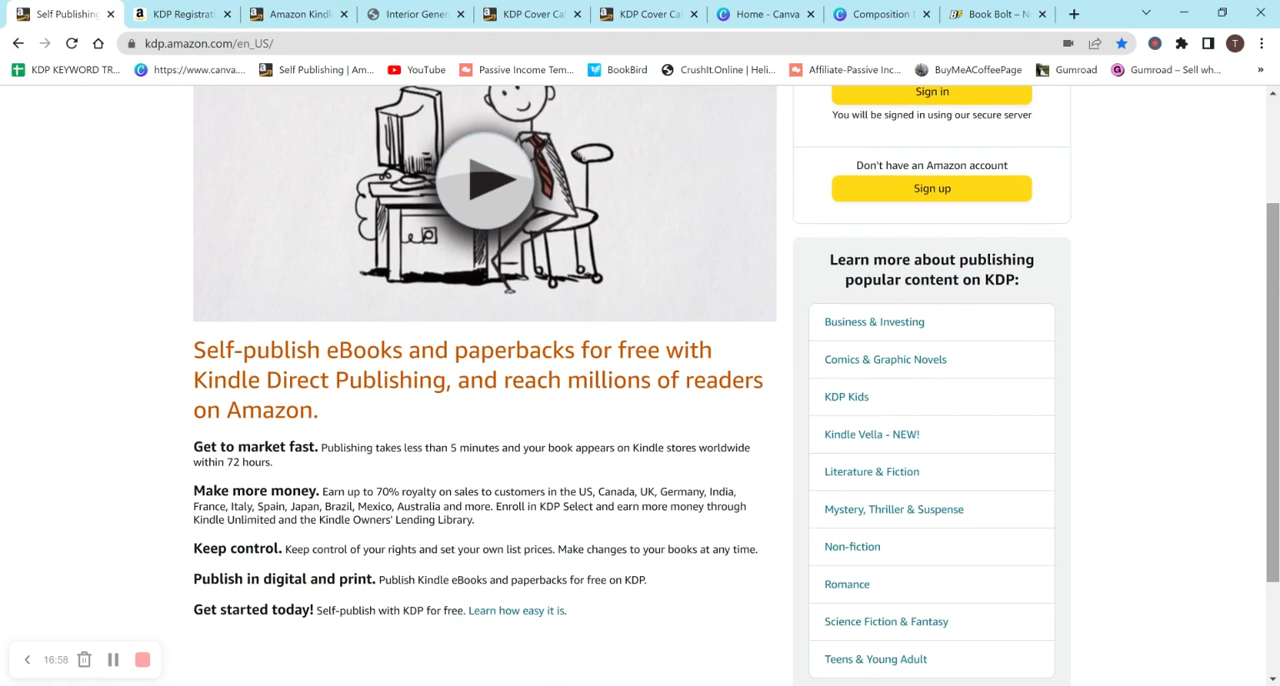 Self Publishing
KDP Registrati
Amazon Kindl
Interior Gener
KDP Cover Cal
KDP Cover Cal
Home - Canva
Composition
Book Bolt – N
kdp.amazon.com/en_US/
T
KDP KEYWORD TR...
https://www.canva....
Self Publishing | Am...
YouTube
Passive Income Tem...
BookBird
CrushIt.Online | Heli...
Affiliate-Passive Inc...
BuyMeACoffeePage
Gumroad
Gumroad – Sell wh...
»
Sign in
You will be signed in using our secure server
Don't have an Amazon account
Sign up
Learn more about publishing
popular content on KDP:
Business & Investing
Comics & Graphic Novels
KDP Kids
Kindle Vella - NEW!
Literature & Fiction
Mystery, Thriller & Suspense
Non-fiction
Romance
Science Fiction & Fantasy
Teens & Young Adult
Self-publish eBooks and paperbacks for free with
Kindle Direct Publishing, and reach millions of readers
on Amazon.
Get to market fast. Publishing takes less than 5 minutes and your book appears on Kindle stores worldwide
within 72 hours.
Make more money. Earn up to 70% royalty on sales to customers in the US, Canada, UK, Germany, India,
France, Italy, Spain, Japan, Brazil, Mexico, Australia and more. Enroll in KDP Select and earn more money through
Kindle Unlimited and the Kindle Owners' Lending Library.
Keep control. Keep control of your rights and set your own list prices. Make changes to your books at any time.
Publish in digital and print. Publish Kindle eBooks and paperbacks for free on KDP.
Get started today! Self-publish with KDP for free. Learn how easy it is.
16:58